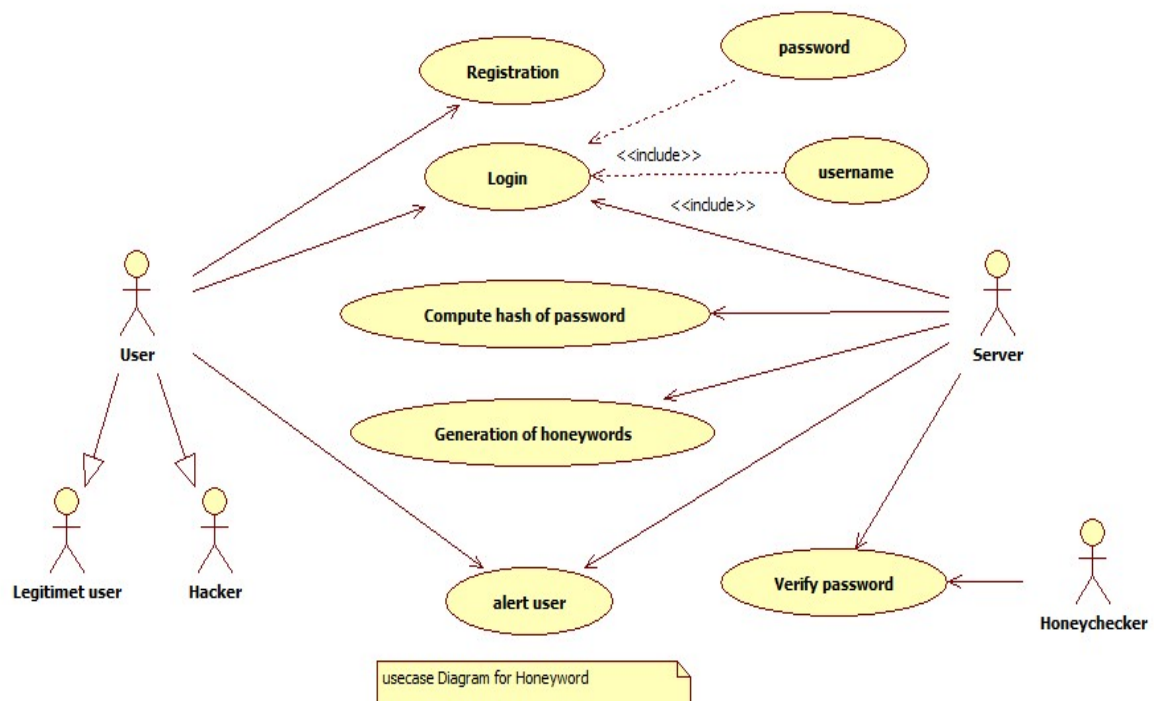 password
Registration
<<include>>
Login
username
<<include>>
Compute hash of password
User
Server
Generation of honeywords
Legitimet user
Hacker
alert user
Verify password
Honeychecker
usecase Diagram for Honeyword